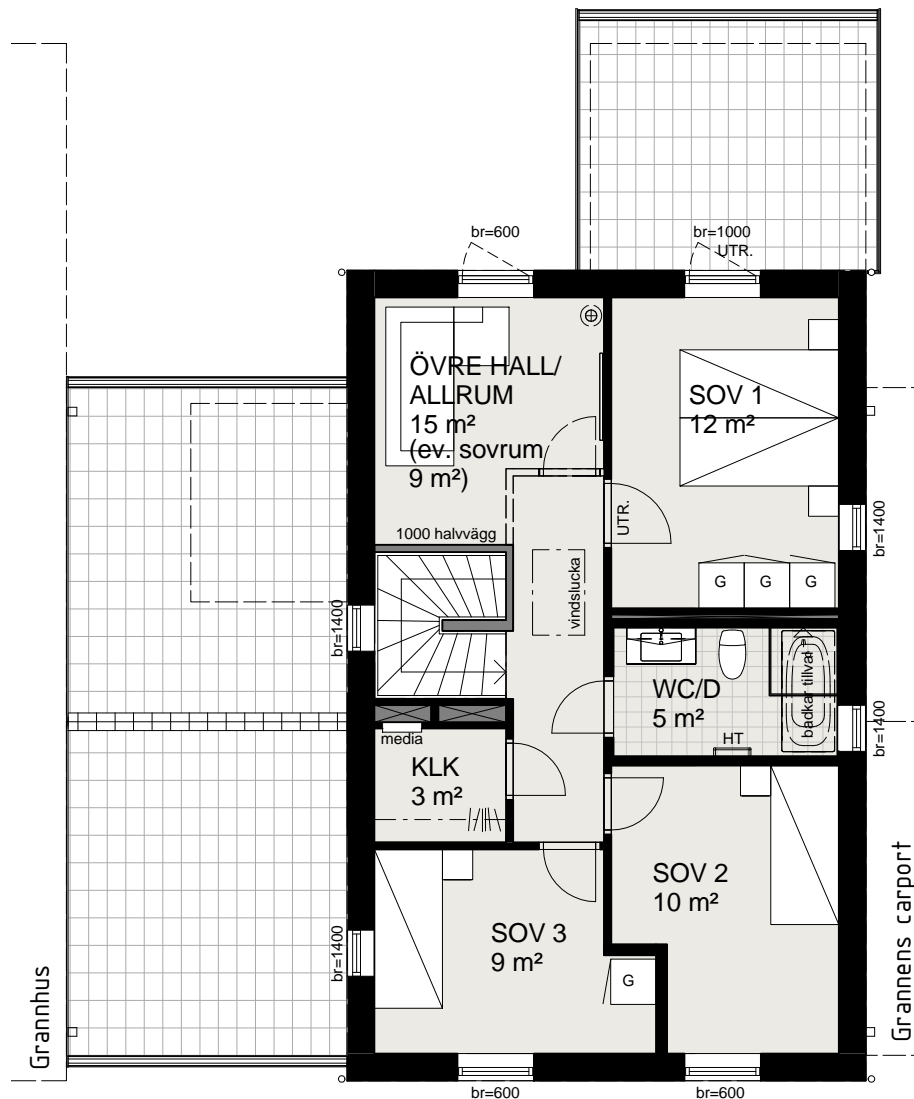 br=600
br=1000
UTR.
ÖVRE HALL/
ALLRUM
15 m²
(ev. sovrum
9 m²)
SOV 1
12 m²
1000 halvvägg
UTR.
br=1400
vindslucka
G
G
G
br=1400
WC/D
5 m²
badkar tillval
br=1400
HT
media
KLK
3 m²
SOV 2
10 m²
SOV 3
9 m²
br=1400
G
Grannhus
Grannens carport
br=600
br=600